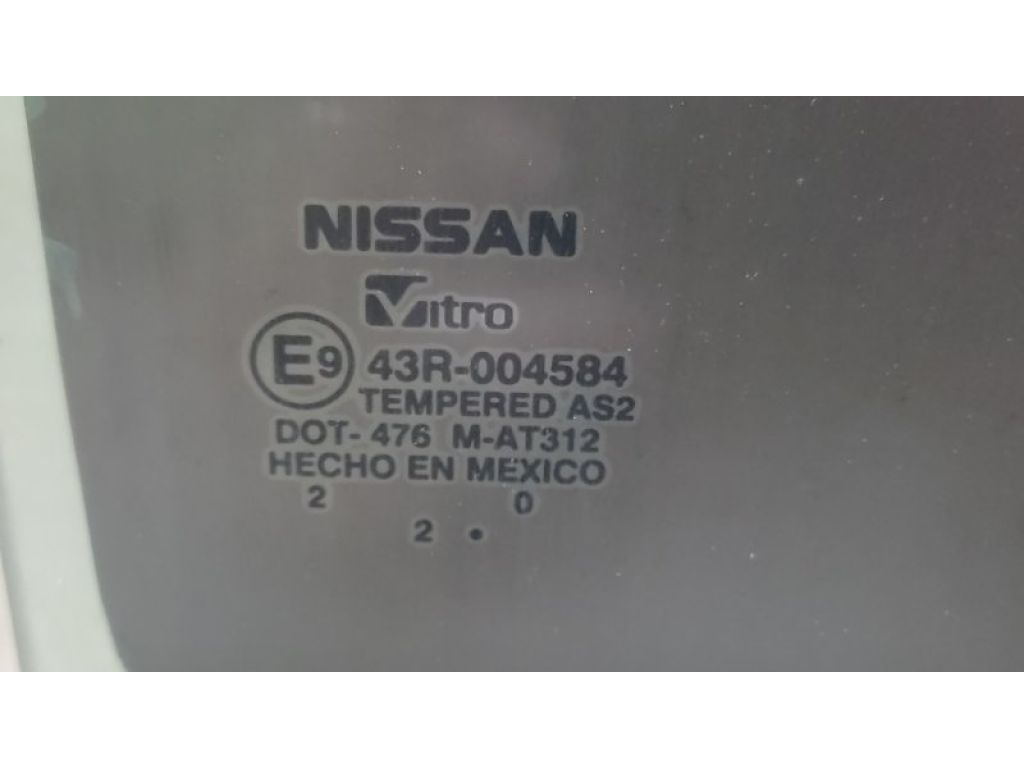 NISSAN
Vitro
E9 43R-004584
TEMPERED AS2
DOT- 476 M-AT312
HECHO EN MEXICO
2 0
2 •